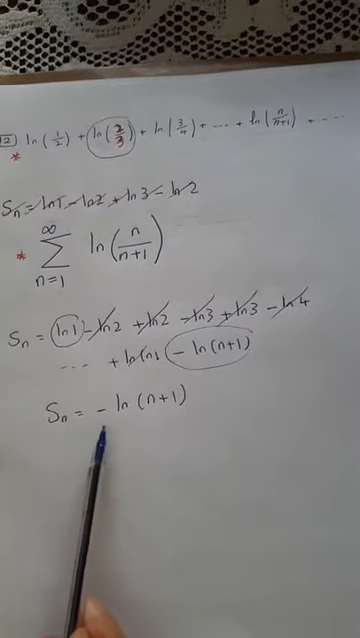 12 ln(1/2) + ln(2/3) + ln(3/4) + ... + ln(n/n+1) + ...
*
Sn = ln1 - ln2 + ln3 - ln2
* ∞∑n=1 ln(n/n+1)
Sn = ln1 - ln2 + ln2 - ln3 + ln3 - ln4
... + ln(n) - ln(n+1)
Sn = - ln(n+1)